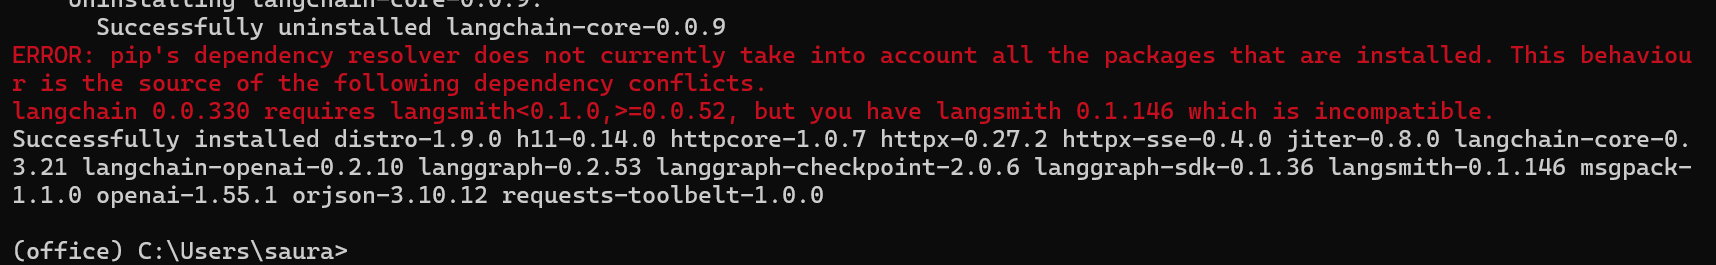 Uninstalling langchain-core-0.0.9:
Successfully uninstalled langchain-core-0.0.9
ERROR: pip's dependency resolver does not currently take into account all the packages that are installed. This behaviou
r is the source of the following dependency conflicts.
langchain 0.0.330 requires langsmith<0.1.0,>=0.0.52, but you have langsmith 0.1.146 which is incompatible.
Successfully installed distro-1.9.0 h11-0.14.0 httpcore-1.0.7 httpx-0.27.2 httpx-sse-0.4.0 jiter-0.8.0 langchain-core-0.
3.21 langchain-openai-0.2.10 langgraph-0.2.53 langgraph-checkpoint-2.0.6 langgraph-sdk-0.1.36 langsmith-0.1.146 msgpack-
1.1.0 openai-1.55.1 orjson-3.10.12 requests-toolbelt-1.0.0
(office) C:\Users\saura>